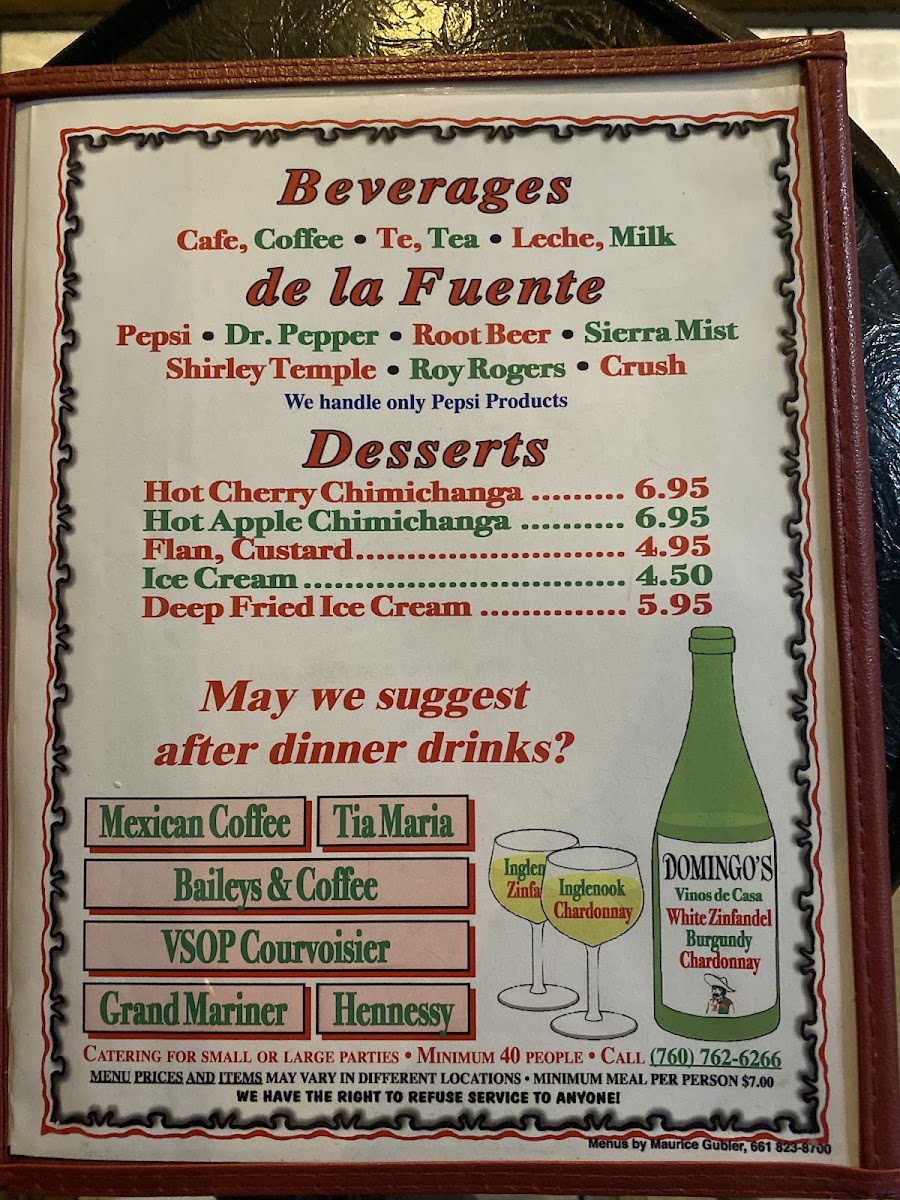 Beverages
Cafe, Coffee • Te, Tea • Leche, Milk
de la Fuente
Pepsi • Dr. Pepper • Root Beer • Sierra Mist
Shirley Temple • Roy Rogers • Crush
We handle only Pepsi Products
Desserts
Hot Cherry Chimichanga ......... 6.95
Hot Apple Chimichanga .......... 6.95
Flan, Custard.......................... 4.95
Ice Cream ............................... 4.50
Deep Fried Ice Cream .............. 5.95
May we suggest
after dinner drinks?
Mexican Coffee
Tia Maria
Baileys & Coffee
VSOP Courvoisier
Grand Mariner
Hennessy
Inglen
Zinfa
Inglenook
Chardonnay
DOMINGO'S
Vinos de Casa
White Zinfandel
Burgundy
Chardonnay
CATERING FOR SMALL OR LARGE PARTIES • MINIMUM 40 PEOPLE • CALL (760) 762-6266
MENU PRICES AND ITEMS MAY VARY IN DIFFERENT LOCATIONS • MINIMUM MEAL PER PERSON $7.00
WE HAVE THE RIGHT TO REFUSE SERVICE TO ANYONE!
Menus by Maurice Gubler, 661 823-8700